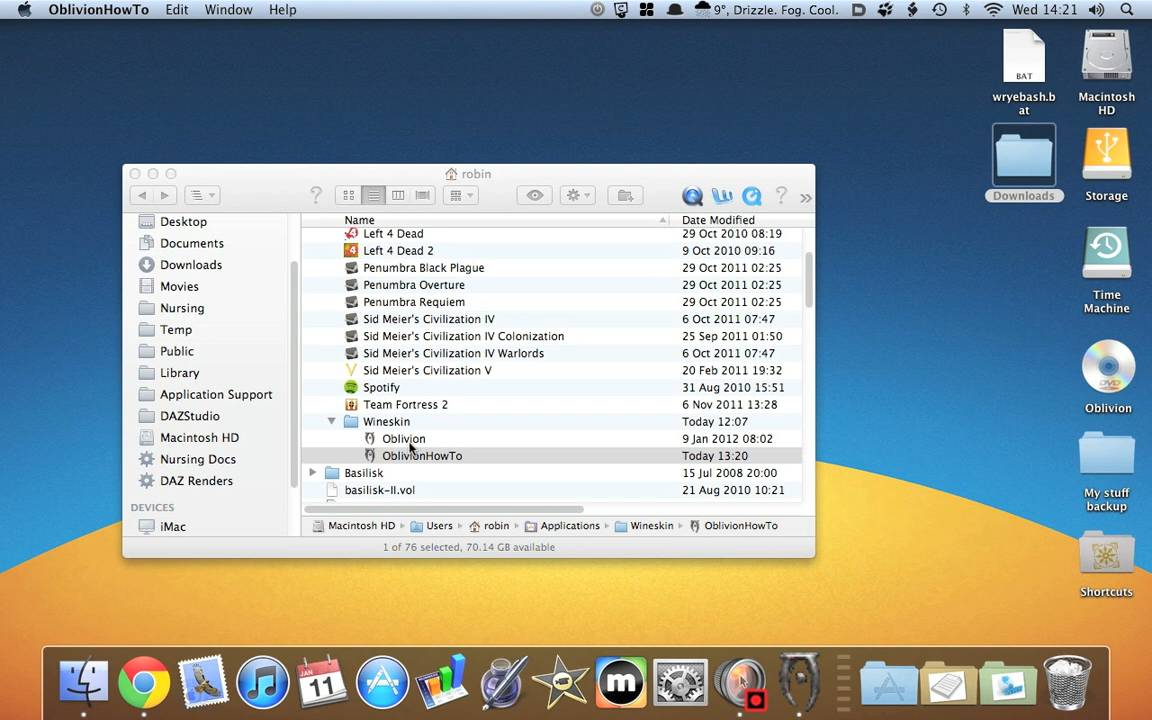 OblivionHowTo Edit Window Help 9°, Drizzle. Fog. Cool. Wed 14:21
BAT
wryebash.b
at
Macintosh
HD
Downloads
Storage
Time
Machine
Oblivion
My stuff
backup
Shortcuts
robin
Desktop
Documents
Downloads
Movies
Nursing
Temp
Public
Library
Application Support
DAZStudio
Macintosh HD
Nursing Docs
DAZ Renders
DEVICES
iMac
Name Date Modified
Left 4 Dead 29 Oct 2010 08:19
Left 4 Dead 2 9 Oct 2010 09:16
Penumbra Black Plague 29 Oct 2011 02:25
Penumbra Overture 29 Oct 2011 02:25
Penumbra Requiem 29 Oct 2011 02:25
Sid Meier's Civilization IV 6 Oct 2011 07:47
Sid Meier's Civilization IV Colonization 25 Sep 2011 01:50
Sid Meier's Civilization IV Warlords 6 Oct 2011 07:47
Sid Meier's Civilization V 20 Feb 2011 19:32
Spotify 31 Aug 2010 15:51
Team Fortress 2 6 Nov 2011 13:28
Wineskin Today 12:07
Oblivion 9 Jan 2012 08:02
OblivionHowTo Today 13:20
Basilisk 15 Jul 2008 20:00
basilisk-II.vol 21 Aug 2010 10:21
Macintosh HD Users robin Applications Wineskin OblivionHowTo
1 of 76 selected, 70.14 GB available
JAN
11
m